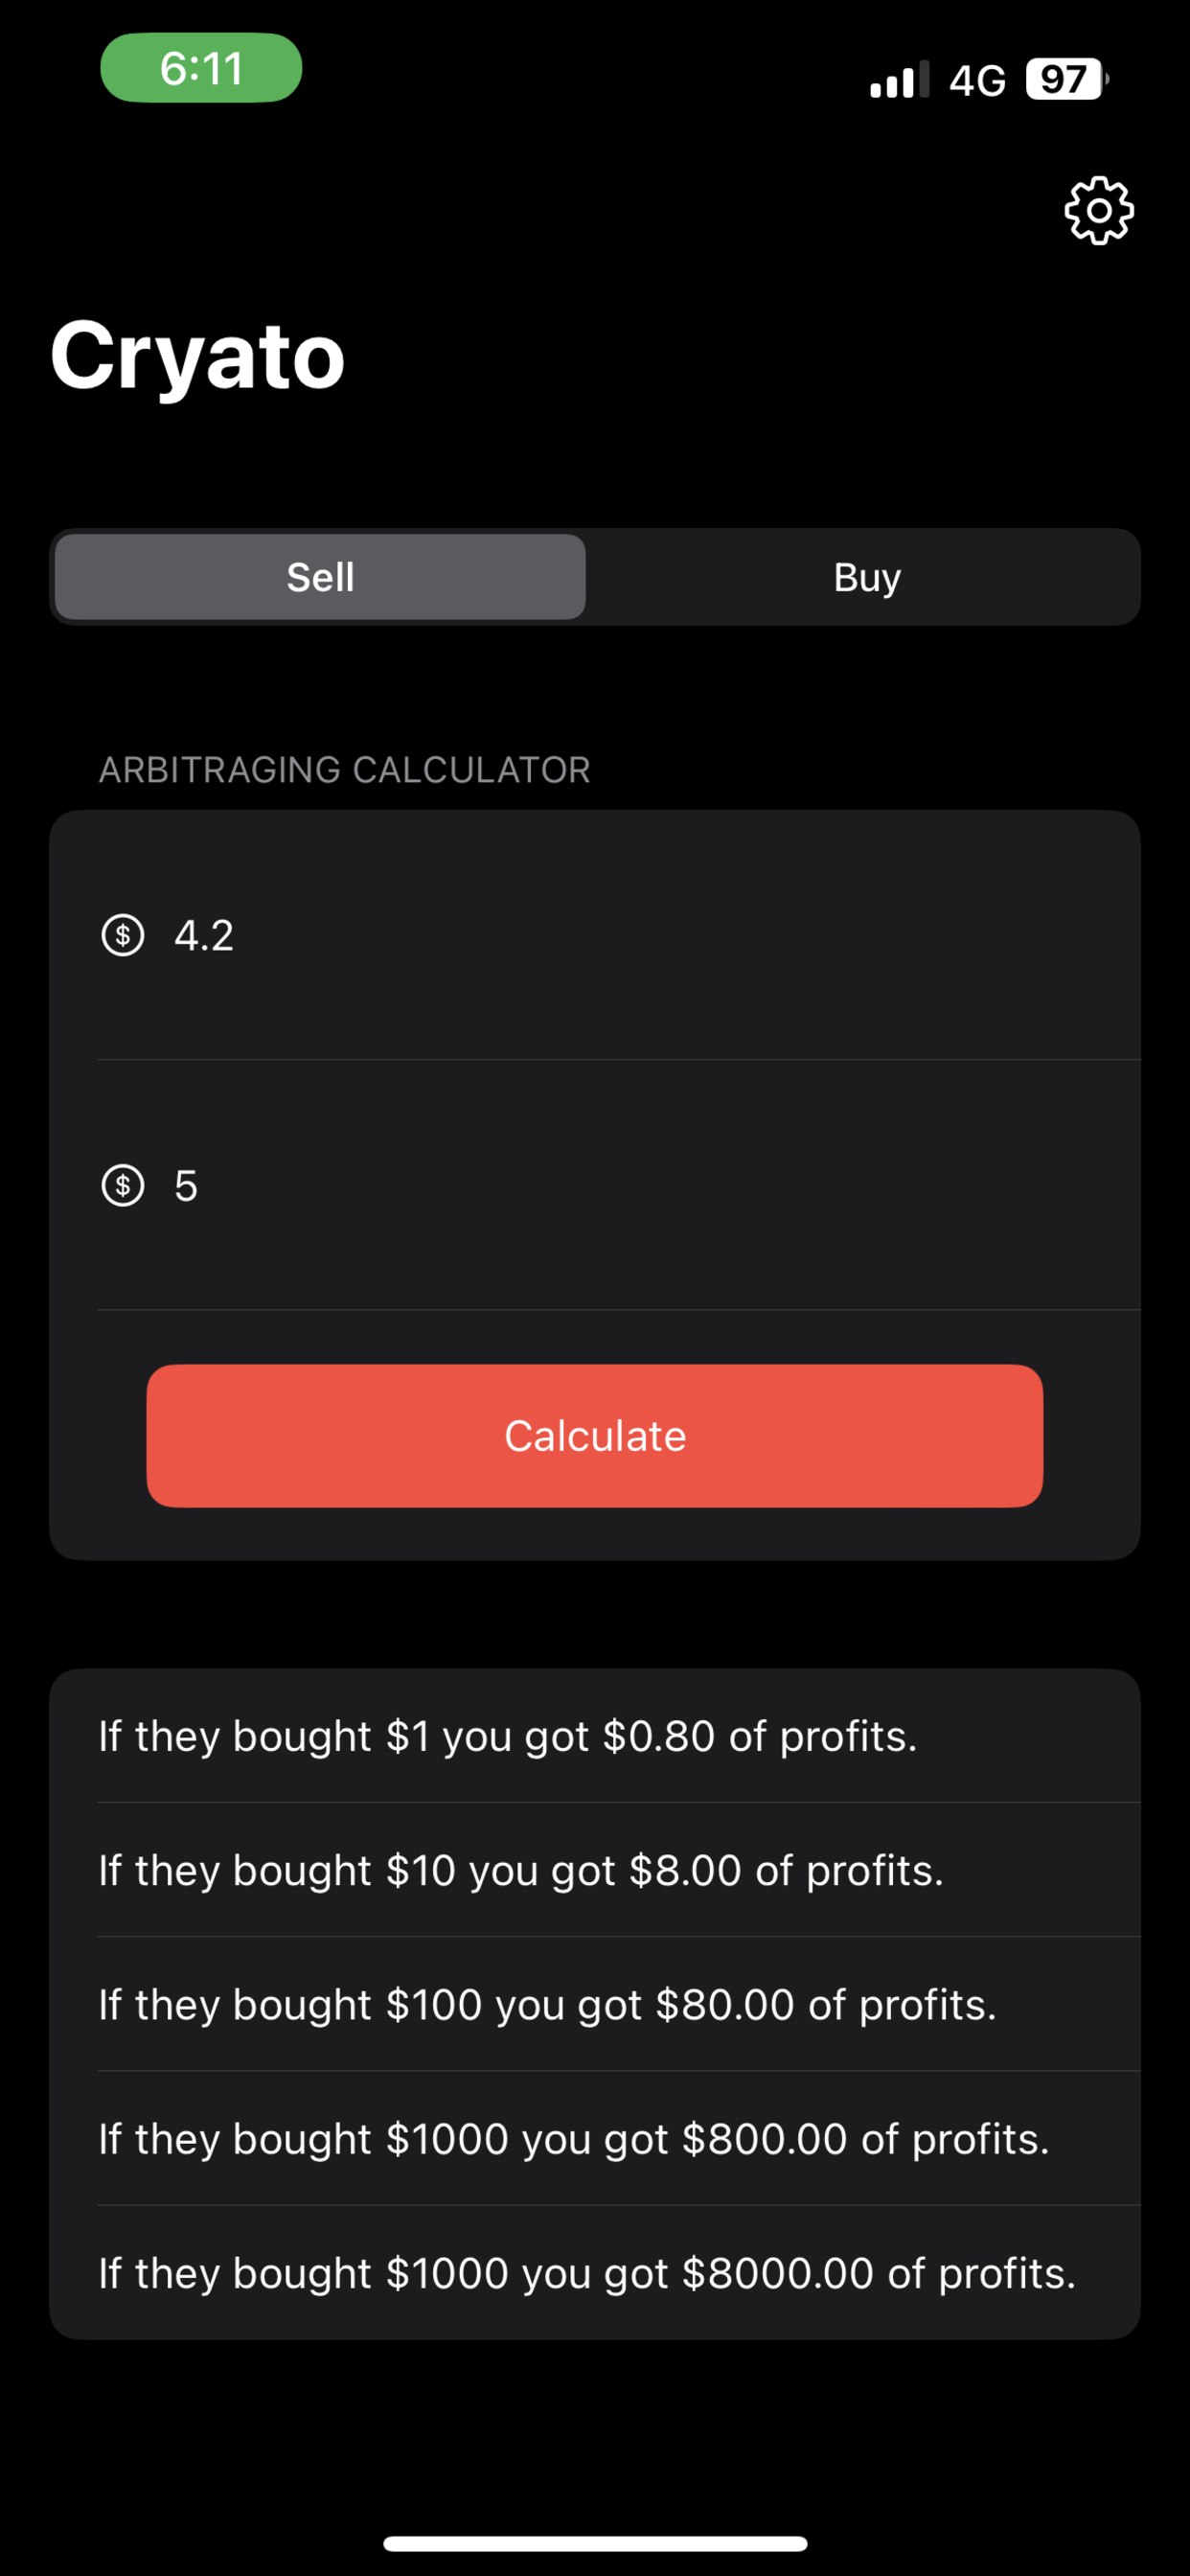 6:11
4G 97
Cryato
Sell Buy
ARBITRAGING CALCULATOR
$ 4.2
$ 5
Calculate
If they bought $1 you got $0.80 of profits.
If they bought $10 you got $8.00 of profits.
If they bought $100 you got $80.00 of profits.
If they bought $1000 you got $800.00 of profits.
If they bought $1000 you got $8000.00 of profits.